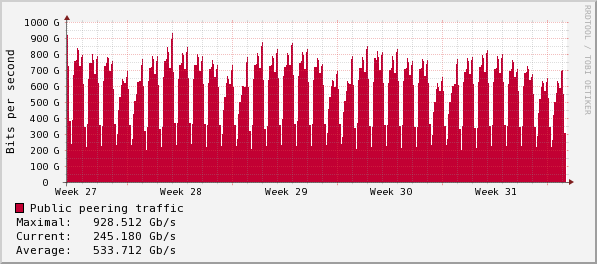 1000 G
900 G
800 G
700 G
600 G
500 G
400 G
300 G
200 G
100 G
0
Bits per second
Week 27 Week 28 Week 29 Week 30 Week 31
RRDTOOL / TOBI OETIKER
Public peering traffic
Maximal: 928.512 Gb/s
Current: 245.180 Gb/s
Average: 533.712 Gb/s